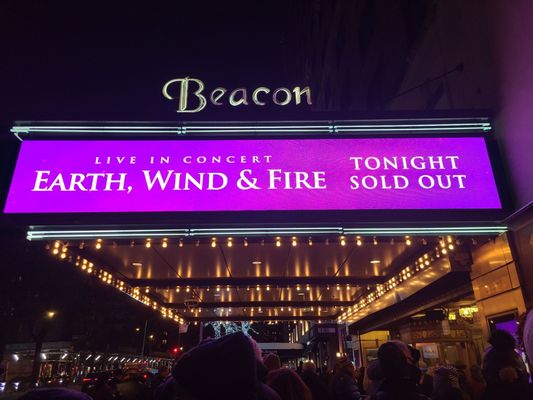 Beacon
LIVE IN CONCERT
EARTH, WIND & FIRE
TONIGHT
SOLD OUT